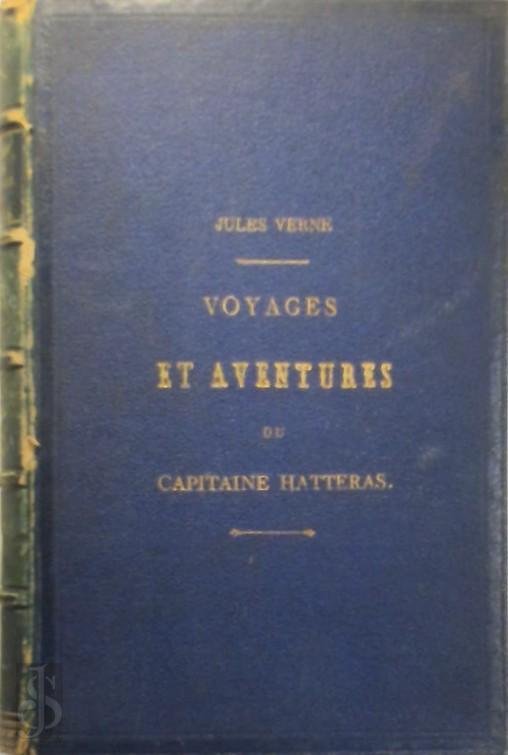 JULES VERNE
VOYAGES
ET AVENTURES
DU
CAPITAINE HATTERAS.